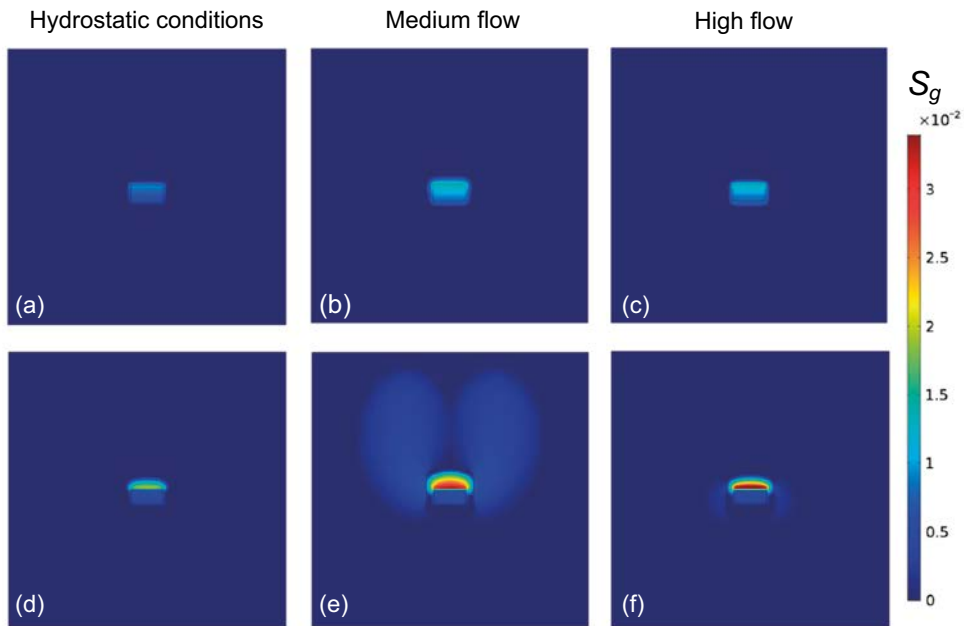 Hydrostatic conditions Medium flow High flow
S_g
×10⁻²
3
2.5
2
1.5
1
0.5
0
(a) (b) (c)
(d) (e) (f)